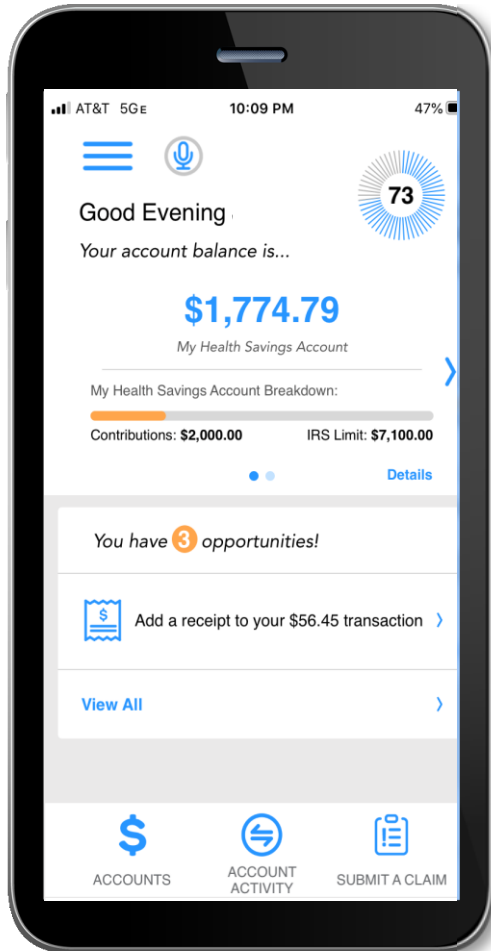 AT&T 5GE 10:09 PM 47%
73
Good Evening
Your account balance is...
$1,774.79
My Health Savings Account
My Health Savings Account Breakdown:
Contributions: $2,000.00 IRS Limit: $7,100.00
Details
You have 3 opportunities!
$ Add a receipt to your $56.45 transaction
View All
$
ACCOUNTS
ACCOUNT
ACTIVITY
SUBMIT A CLAIM